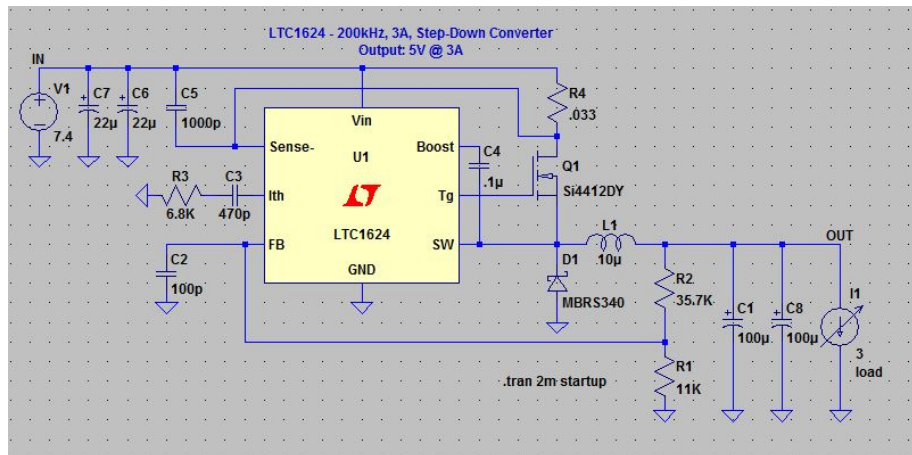 LTC1624 - 200kHz, 3A, Step-Down Converter
Output: 5V @ 3A
IN
V1
7.4
C7
22µ
C6
22µ
C5
1000p
R4
.033
Vin
Sense-
Boost
U1
C4
.1µ
Q1
Si4412DY
R3
6.8K
C3
470p
Ith
Tg
LTC1624
FB
SW
GND
C2
100p
L1
10µ
D1
MBRS340
OUT
R2
35.7K
C1
100µ
C8
100µ
I1
3
load
R1
11K
.tran 2m startup